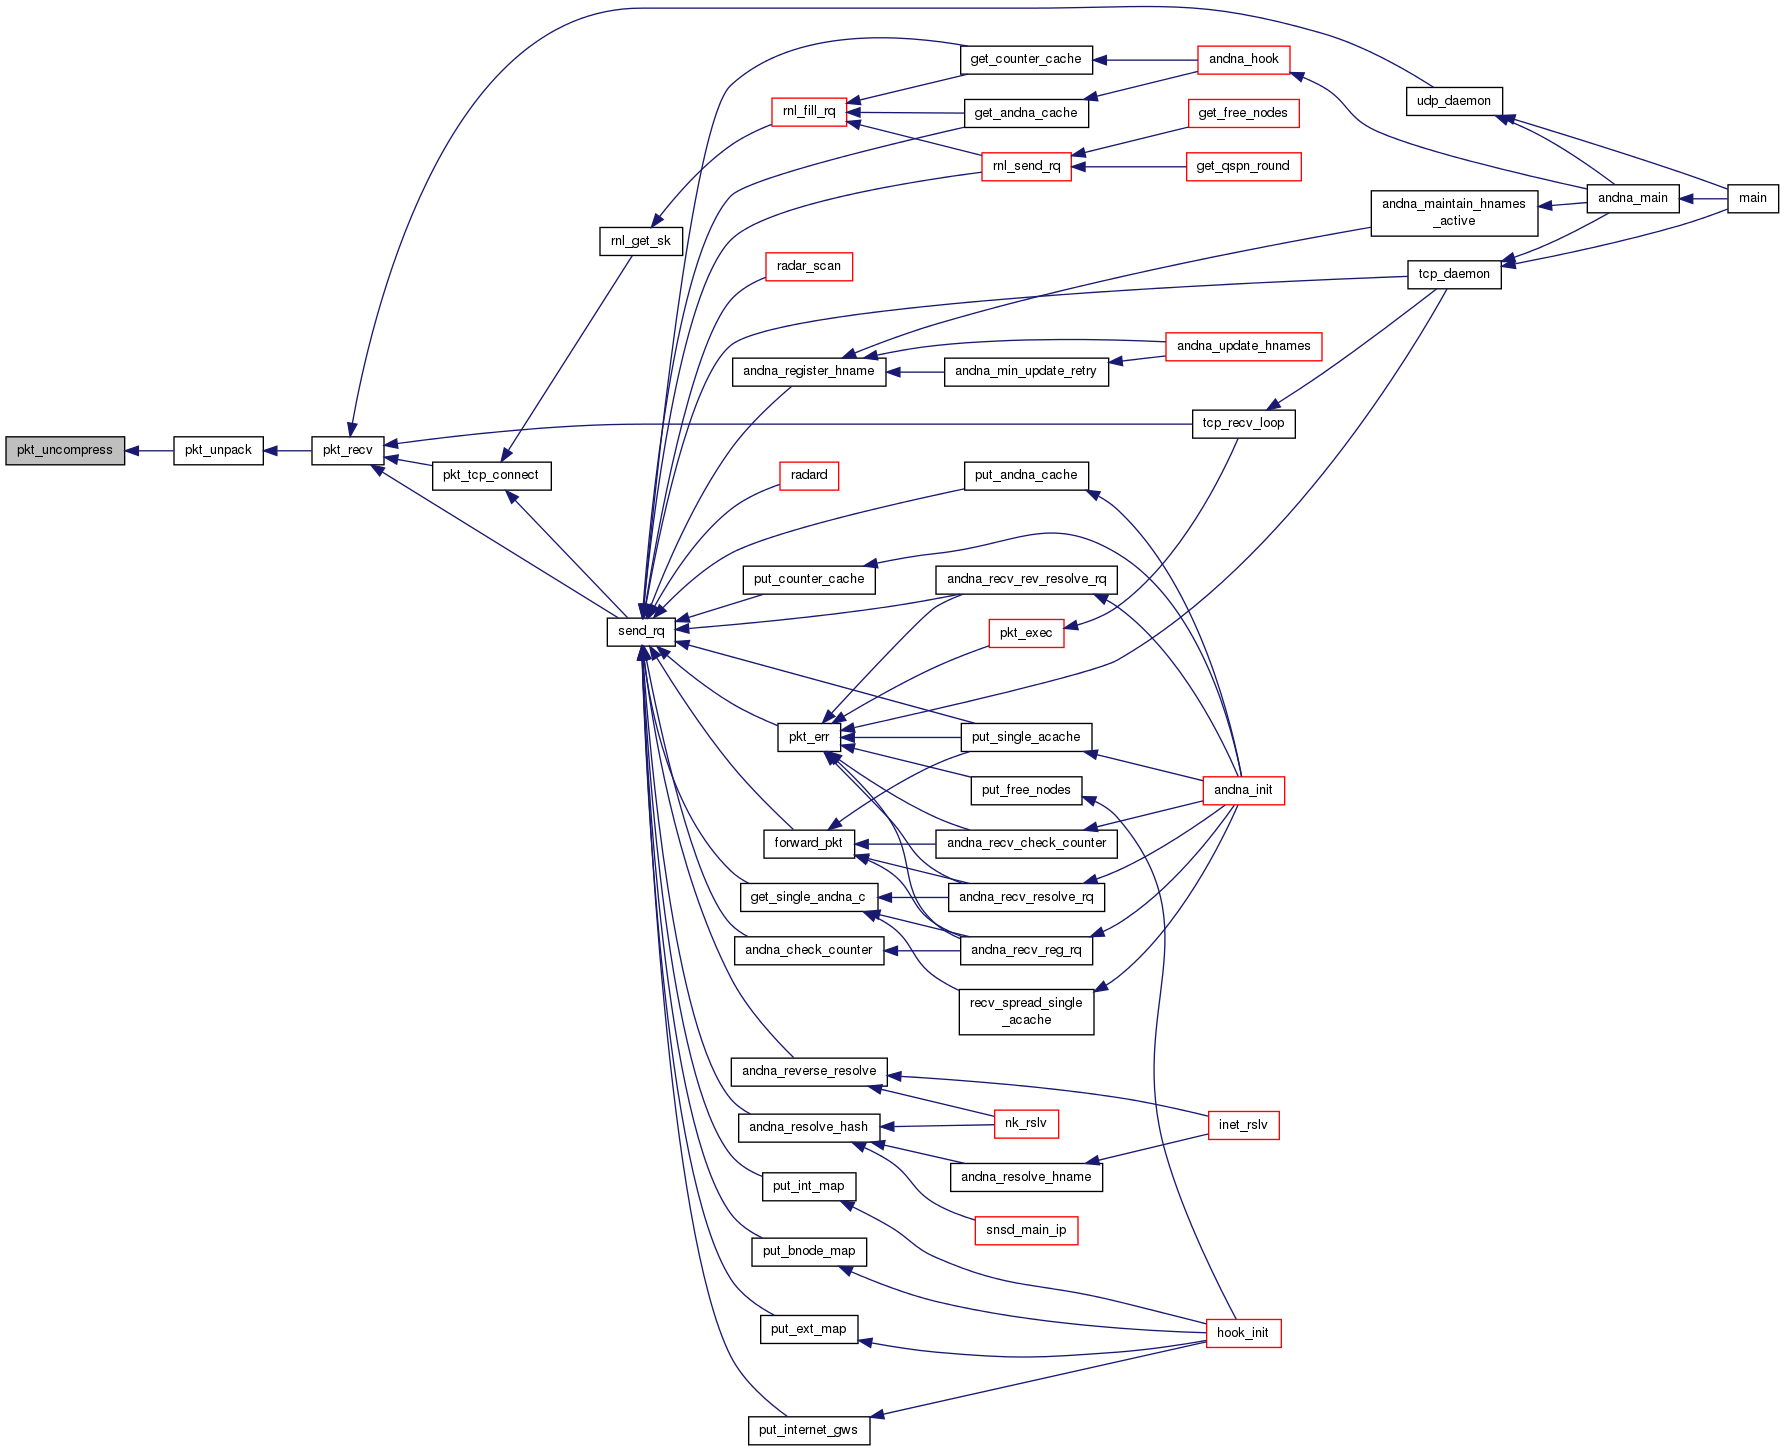 get_counter_cache
andna_hook
udp_daemon
rnl_fill_rq
get_andna_cache
get_free_nodes
rnl_send_rq
get_qspn_round
andna_main
main
andna_maintain_hnames
_active
rnl_get_sk
radar_scan
tcp_daemon
andna_update_hnames
andna_register_hname
andna_min_update_retry
tcp_recv_loop
pkt_uncompress
pkt_unpack
pkt_recv
pkt_tcp_connect
radard
put_andna_cache
put_counter_cache
andna_recv_rev_resolve_rq
send_rq
pkt_exec
pkt_err
put_single_acache
put_free_nodes
andna_init
forward_pkt
andna_recv_check_counter
get_single_andna_c
andna_recv_resolve_rq
andna_check_counter
andna_recv_reg_rq
recv_spread_single
_acache
andna_reverse_resolve
andna_resolve_hash
nk_rslv
inet_rslv
andna_resolve_hname
put_int_map
snsd_main_ip
put_bnode_map
put_ext_map
hook_init
put_internet_gws